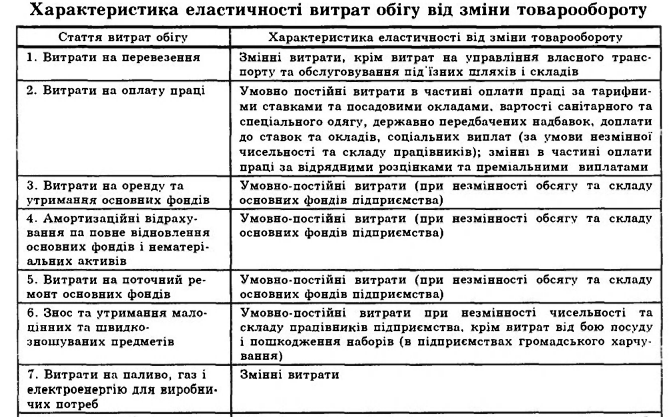 Характеристика еластичності витрат обігу від зміни товарообороту
Стаття витрат обігу
Характеристика еластичності від зміни товарообороту
1. Витрати на перевезення
Змінні витрати, крім витрат на управління власного транс-
порту та обслуговування під'їзних шляхів і складів
2. Витрати на оплату праці
Умовно постійні витрати в частині оплати праці за тарифни-
ми ставками та посадовими окладами, вартості санітарного та
спеціального одягу, державно передбачених надбавок, доплати
до ставок та окладів, соціальних виплат (за умови незмінної
чисельності та складу працівників); змінні в частині оплати
праці за відрядними розцінками та преміальними виплатами
3. Витрати на оренду та
утримання основних фондів
Умовно-постійні витрати (при незмінності обсягу та складу
основних фондів підприємства)
4. Амортизаційні відраху-
вання па повне відновлення
основних фондів і нематері-
альних активів
Умовно-постійні витрати (при незмінності обсягу та складу
основних фондів підприємства)
5. Витрати на поточний ре-
монт основних фондів
Умовно-постійні витрати (при незмінності обсягу та складу
основних фондів підприємства)
6. Знос та утримання мало-
цінних та швидко-
зношуваних предметів
Умовно-постійні витрати при незмінності чисельності та
складу працівників підприємства, крім витрат від бою посуду
і пошкодження наборів (в підприємствах громадського харчу-
вання)
7. Витрати на паливо, газ і
електроенергію для виробни-
чих потреб
Змінні витрати